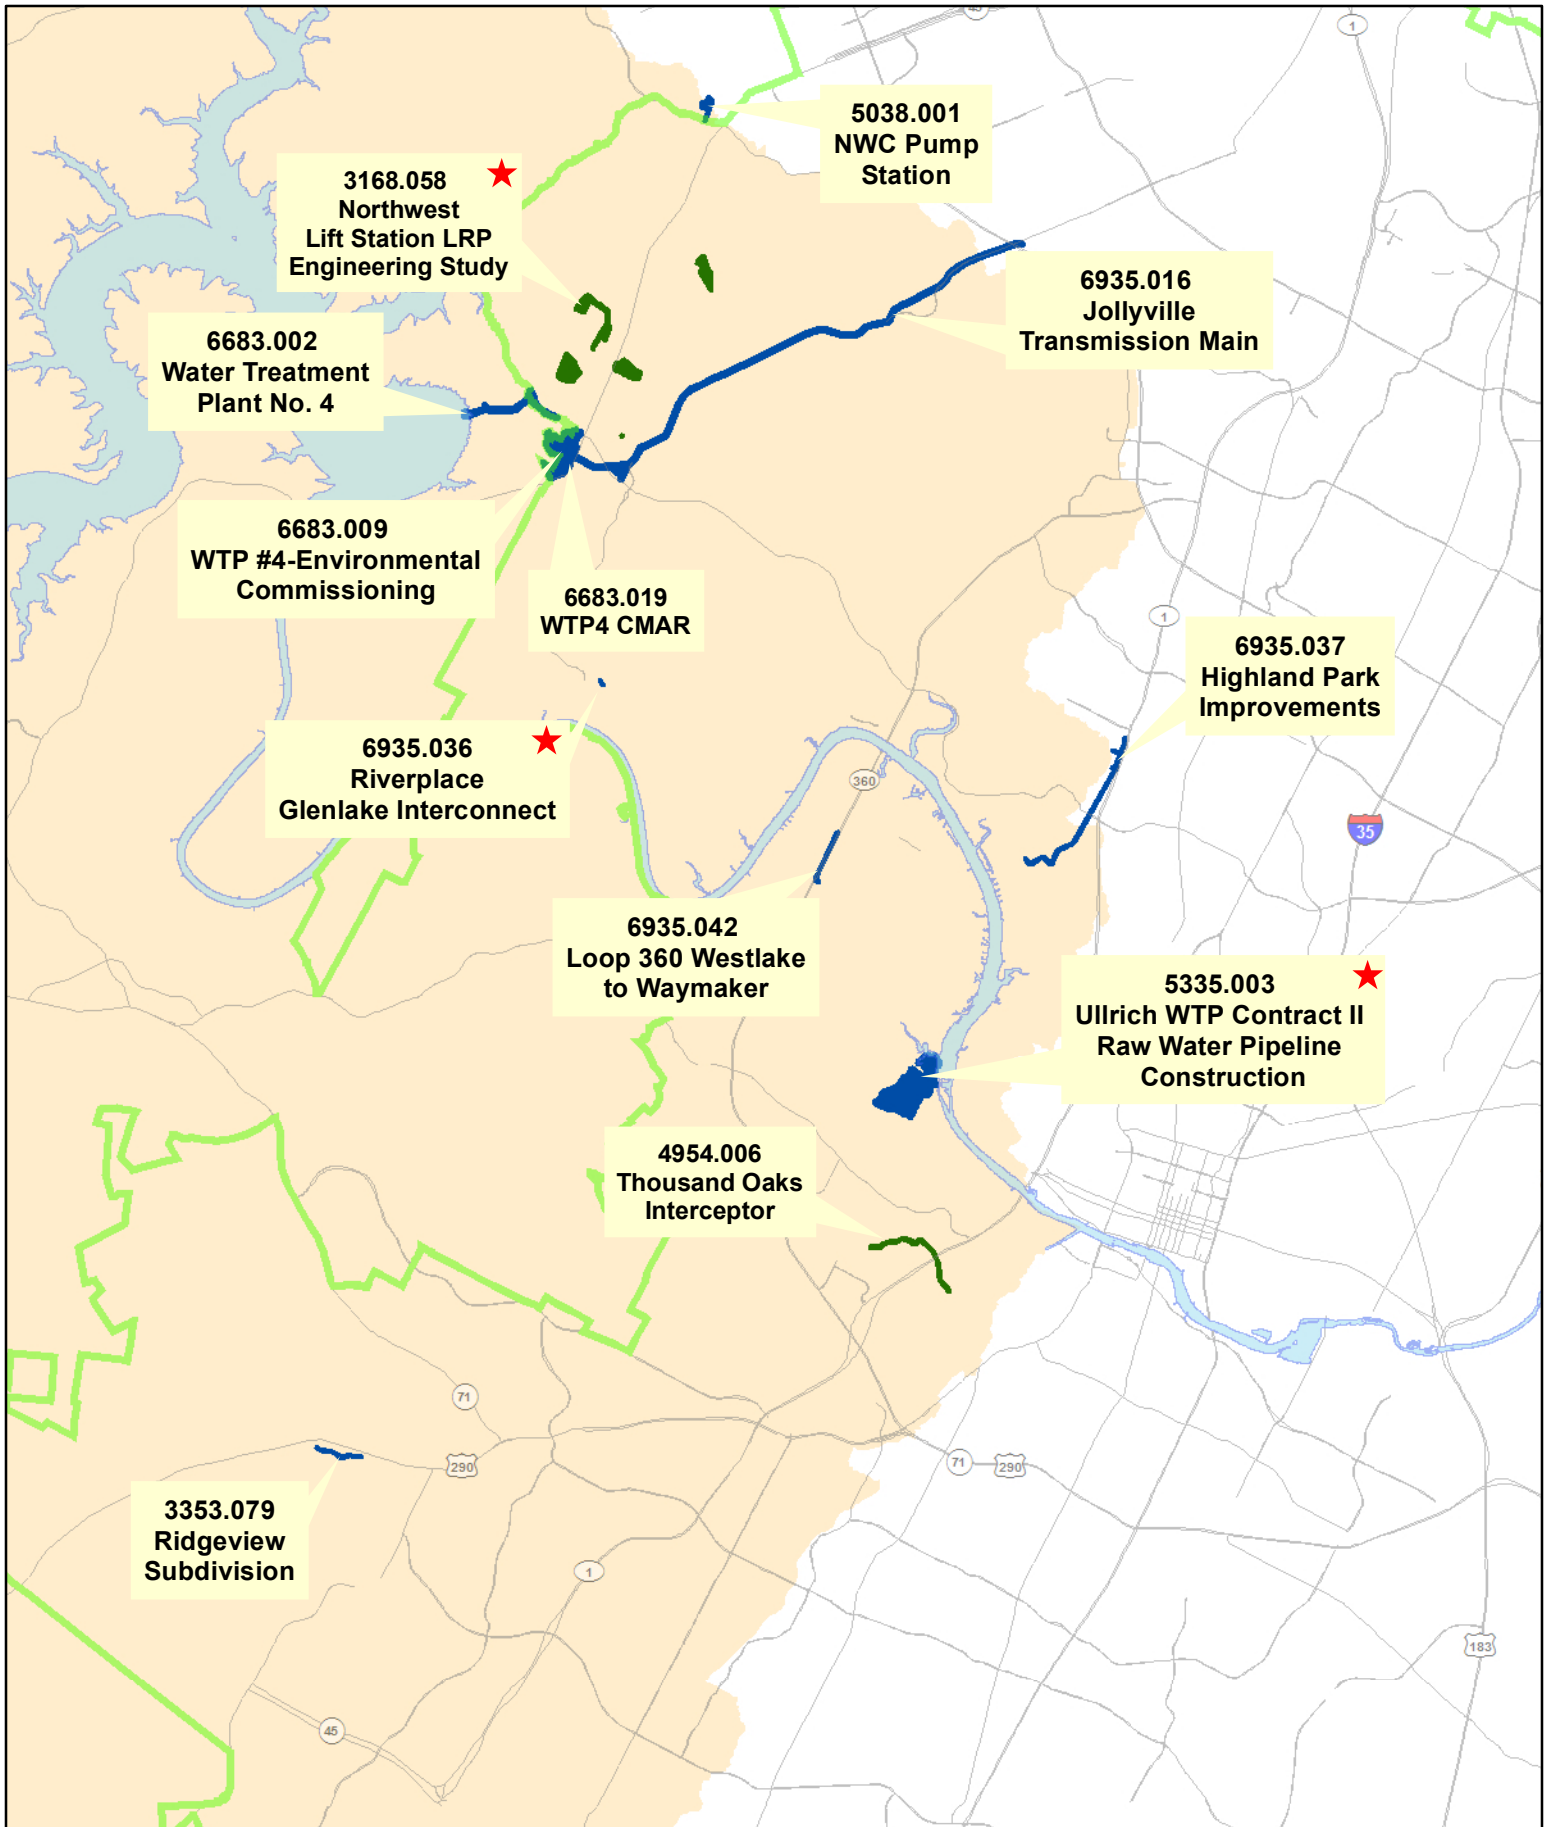 45
1
5038.001
NWC Pump
Station
3168.058
Northwest
Lift Station LRP
Engineering Study
6935.016
Jollyville
Transmission Main
6683.002
Water Treatment
Plant No. 4
6683.009
WTP #4-Environmental
Commissioning
6683.019
WTP4 CMAR
1
6935.037
Highland Park
Improvements
6935.036
Riverplace
Glenlake Interconnect
360
35
6935.042
Loop 360 Westlake
to Waymaker
5335.003
Ullrich WTP Contract II
Raw Water Pipeline
Construction
4954.006
Thousand Oaks
Interceptor
71
290
71
290
3353.079
Ridgeview
Subdivision
1
183
45